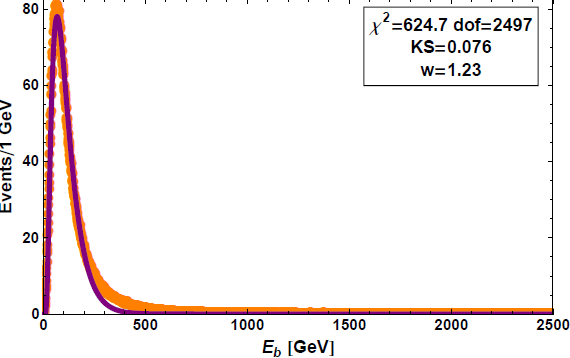 80
60
40
20
0
Events/1 GeV
χ²=624.7 dof=2497
KS=0.076
w=1.23
0 500 1000 1500 2000 2500
E_b [GeV]